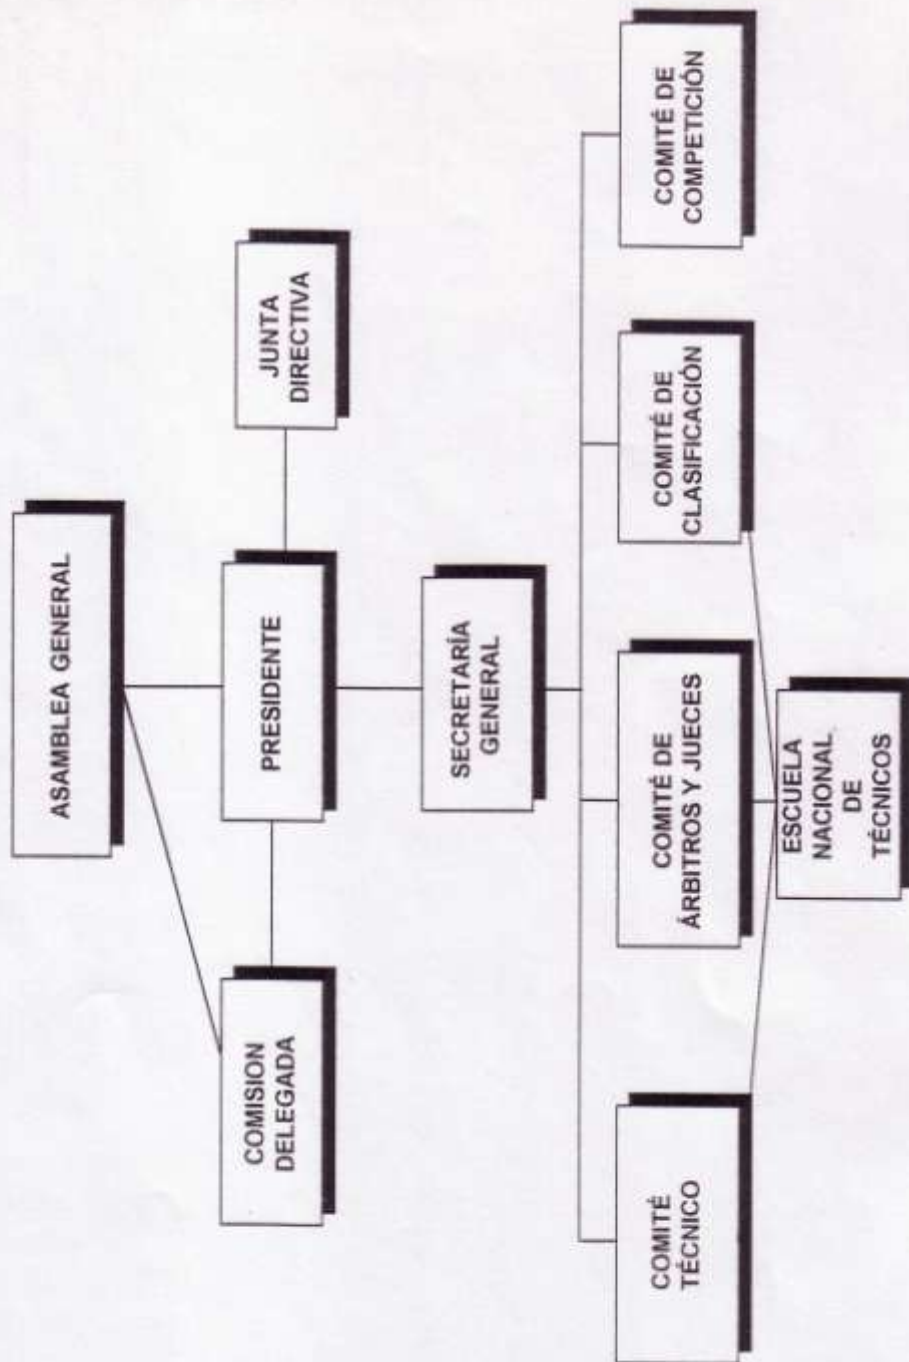 ASAMBLEA GENERAL
COMISION
DELEGADA
PRESIDENTE
JUNTA
DIRECTIVA
SECRETARÍA
GENERAL
COMITÉ
TÉCNICO
COMITÉ DE
ÁRBITROS Y JUECES
COMITÉ DE
CLASIFICACIÓN
COMITÉ DE
COMPETICIÓN
ESCUELA
NACIONAL
DE
TÉCNICOS